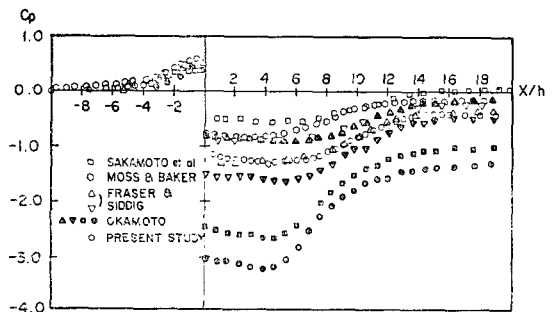 Cp
1.0
0.0
-1.0
-2.0
-3.0
-4.0
-8 -6 -4 -2
2 4 6 8 10 12 14 16 18 X/h
□ SAKAMOTO et al
○ MOSS & BAKER
△ FRASER &
▽ SIDDIG
OKAMOTO
○ PRESENT STUDY